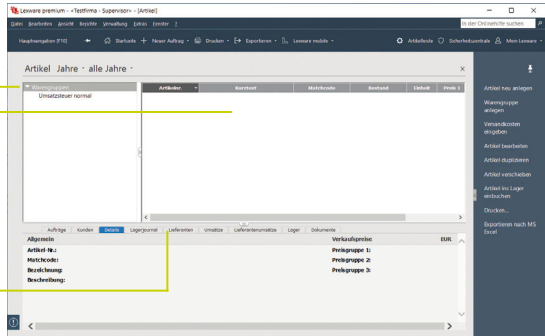 Lexware premium - <Testfirma - Supervisor> - [Artikel]
Datei Bearbeiten Ansicht Berichte Verwaltung Extras Fenster ?
In der Onlinehilfe suchen
Hauptnavigation (F10) Startseite Neuer Auftrag Drucken Exportieren Lexware mobile Artikelliste Sicherheitszentrale Mein Lexware
Artikel Jahre - alle Jahre
Warengruppen
Umsatzsteuer normal
Artikelnr. Kurztext Matchcode Bestand Einheit Preis 1
Artikel neu anlegen
Warengruppe
anlegen
Versandkosten
eingeben
Artikel bearbeiten
Artikel duplizieren
Artikel verschieben
Artikel ins Lager
einbuchen
Drucken...
Exportieren nach MS
Excel
Aufträge Kunden Details Lagerjournal Lieferanten Umsätze Lieferantenumsätze Lager Dokumente
Allgemein Verkaufspreise EUR
Artikel-Nr.: Preisgruppe 1:
Matchcode: Preisgruppe 2:
Bezeichnung: Preisgruppe 3:
Beschreibung: